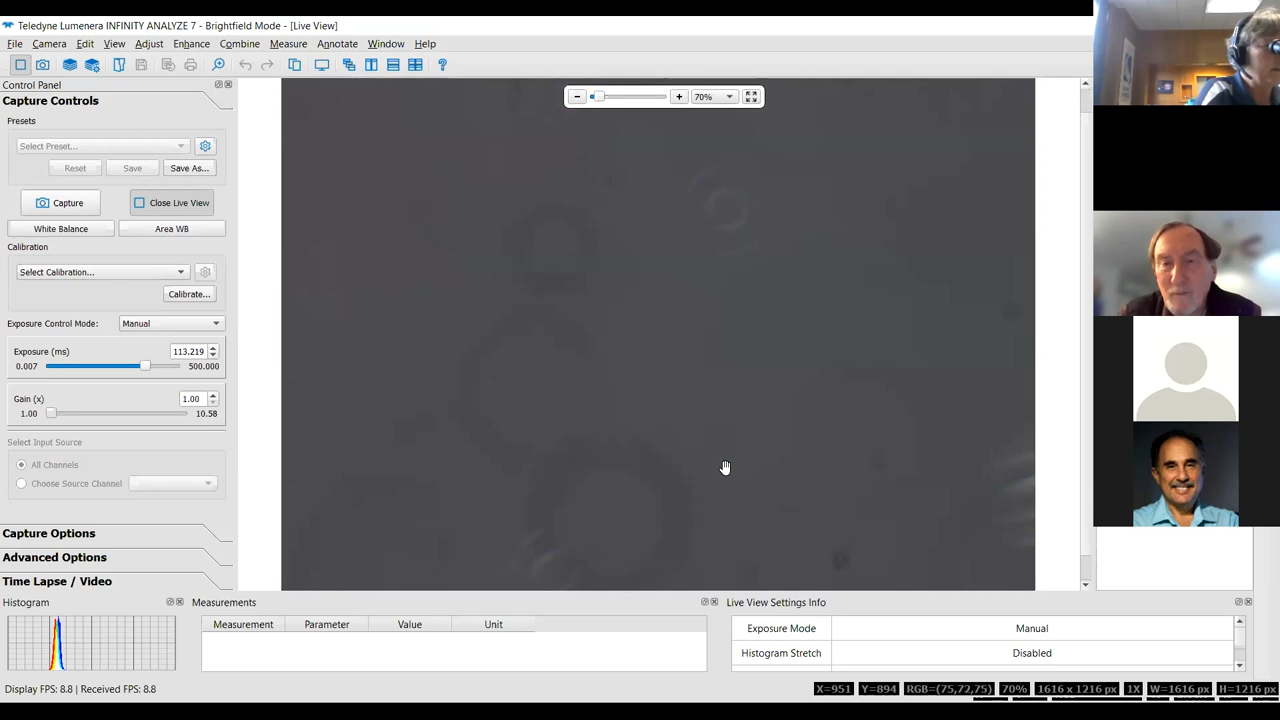 Teledyne Lumenera INFINITY ANALYZE 7 - Brightfield Mode - [Live View]
File Camera Edit View Adjust Enhance Combine Measure Annotate Window Help
Control Panel
Capture Controls
Presets
Select Preset...
Reset Save Save As...
Capture Close Live View
White Balance Area WB
Calibration
Select Calibration...
Calibrate...
Exposure Control Mode: Manual
Exposure (ms) 113.219
0.007 500.000
Gain (x) 1.00
1.00 10.58
Select Input Source
All Channels
Choose Source Channel
Capture Options
Advanced Options
Time Lapse / Video
70%
Histogram
Measurements
Measurement Parameter Value Unit
Live View Settings Info
Exposure Mode Manual
Histogram Stretch Disabled
Display FPS: 8.8 | Received FPS: 8.8
X=951 Y=894 RGB=(75,72,75) 70% 1616 x 1216 px 1X W=1616 px H=1216 px